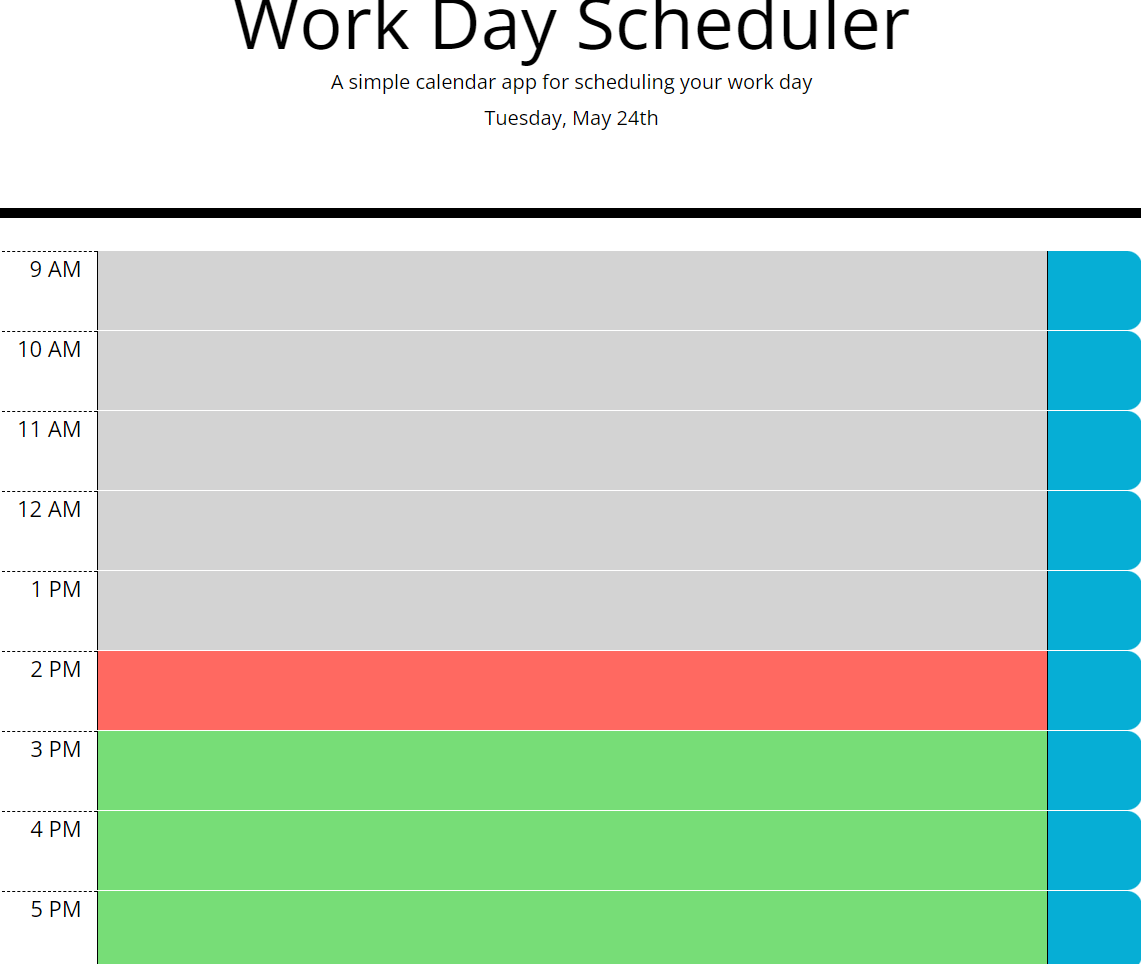 Work Day Scheduler
A simple calendar app for scheduling your work day
Tuesday, May 24th
9 AM
10 AM
11 AM
12 AM
1 PM
2 PM
3 PM
4 PM
5 PM